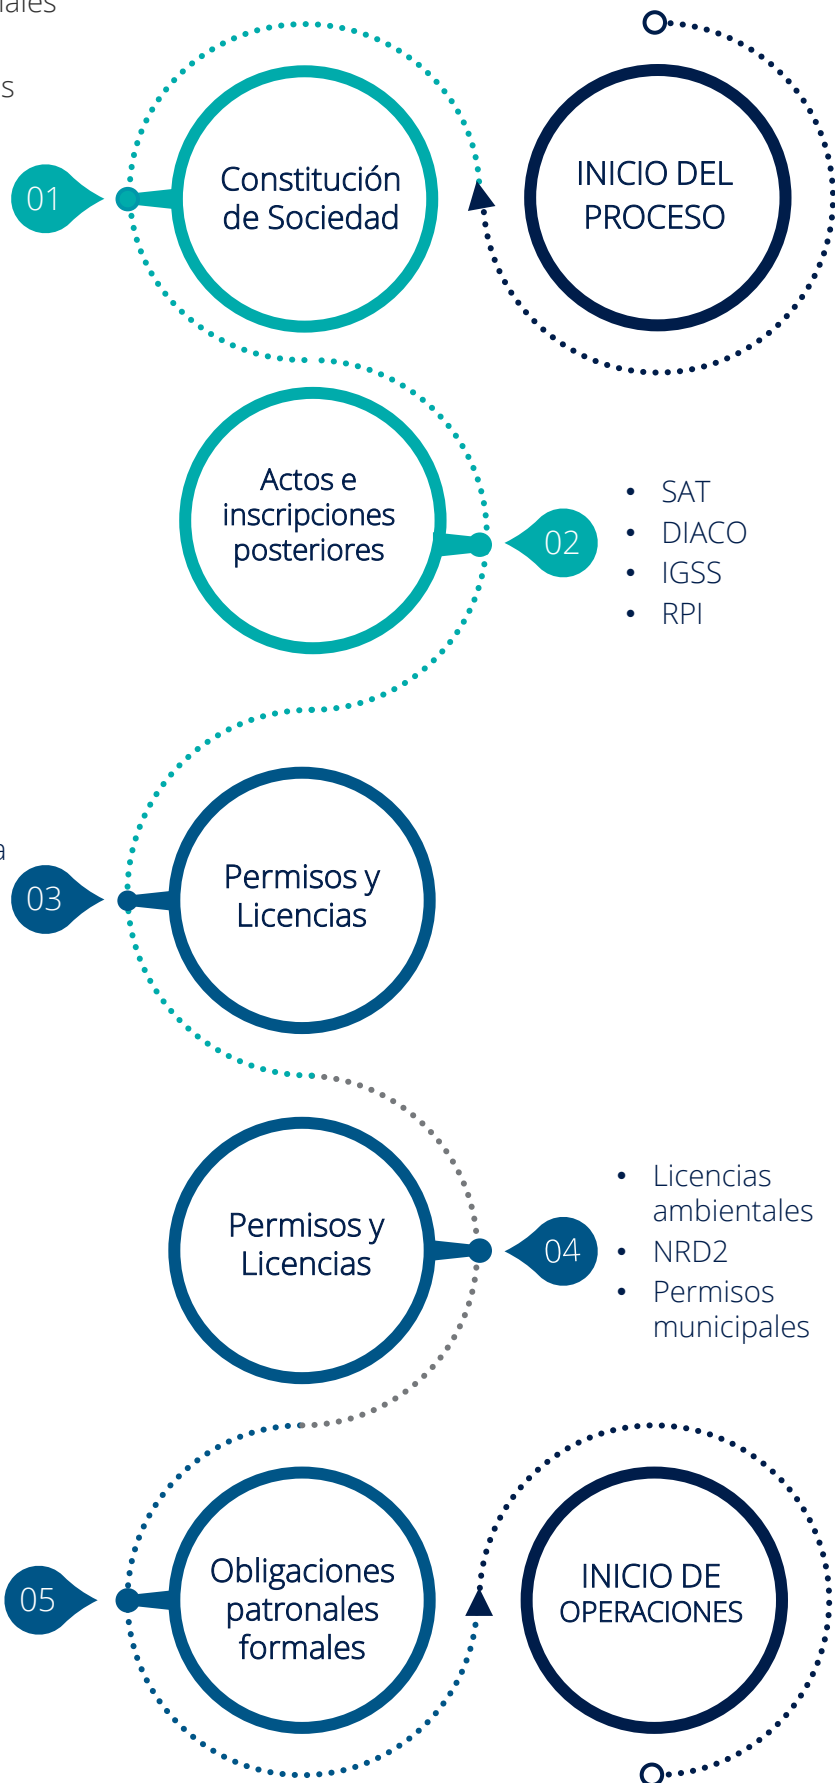 INICIO DEL
PROCESO
01
Constitución
de Sociedad
Actos e
inscripciones
posteriores
02
• SAT
• DIACO
• IGSS
• RPI
03
Permisos y
Licencias
Permisos y
Licencias
04
• Licencias
ambientales
• NRD2
• Permisos
municipales
05
Obligaciones
patronales
formales
INICIO DE
OPERACIONES